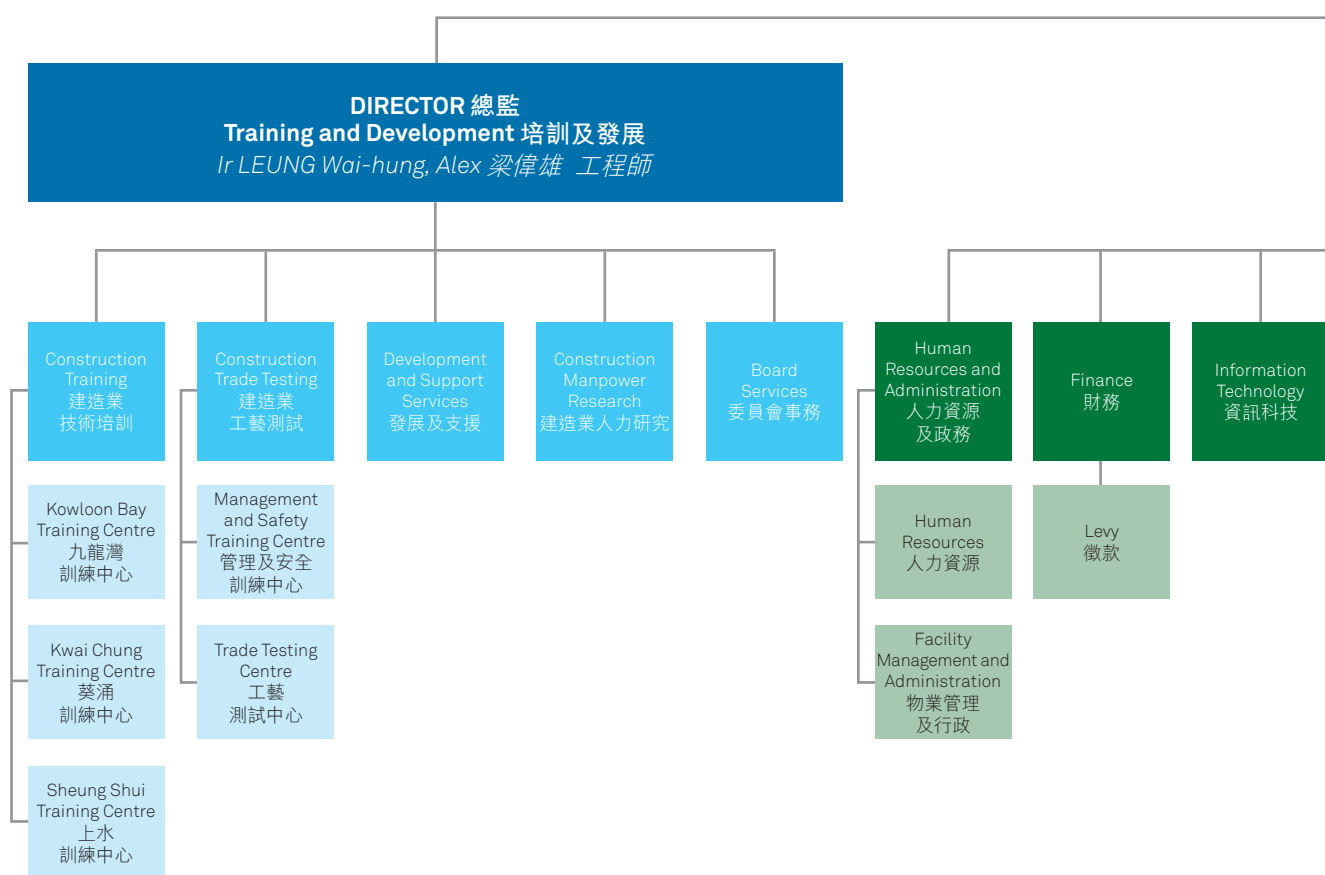 DIRECTOR 總監
Training and Development 培訓及發展
Ir LEUNG Wai-hung, Alex 梁偉雄 工程師
Construction
Training
建造業
技術培訓
Construction
Trade Testing
建造業
工藝測試
Development
and Support
Services
發展及支援
Construction
Manpower
Research
建造業人力研究
Board
Services
委員會事務
Human
Resources and
Administration
人力資源
及政務
Finance
財務
Information
Technology
資訊科技
Kowloon Bay
Training Centre
九龍灣
訓練中心
Management
and Safety
Training Centre
管理及安全
訓練中心
Human
Resources
人力資源
Levy
徵款
Kwai Chung
Training Centre
葵涌
訓練中心
Trade Testing
Centre
工藝
測試中心
Facility
Management and
Administration
物業管理
及行政
Sheung Shui
Training Centre
上水
訓練中心